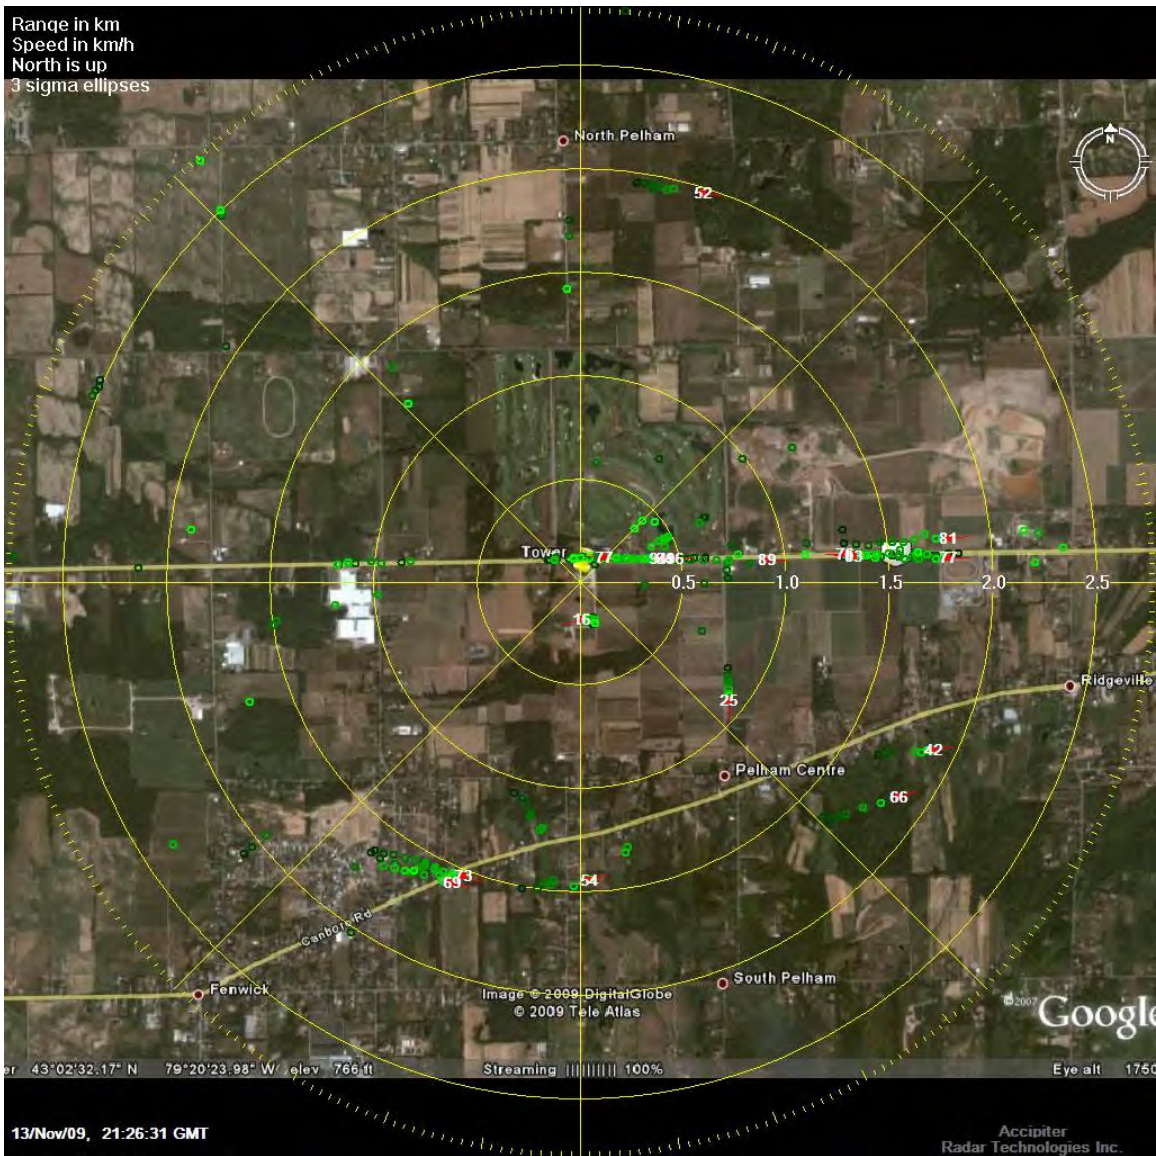 Range in km
Speed in km/h
North is up
3 sigma ellipses
North Pelham
N
52
Tower
77
96
89
81
77
0.5
1.0
1.5
2.0
2.5
16
25
Ridgeville
42
Pelham Centre
66
73
69
54
Canboro Rd
Fenwick
South Pelham
Image © 2009 DigitalGlobe
© 2009 Tele Atlas
©2007 Google
er 43°02'32.17" N 79°20'23.98" W elev 766 ft
Streaming ||||||||| 100%
Eye alt 1750
13/Nov/09, 21:26:31 GMT
Accipiter
Radar Technologies Inc.